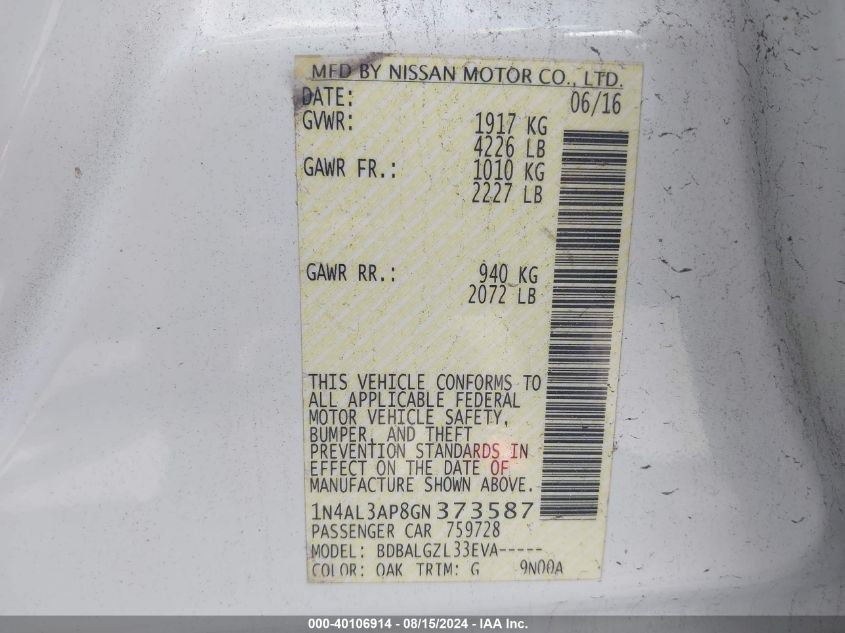 MFD BY NISSAN MOTOR CO., LTD.
DATE: 06/16
GVWR: 1917 KG
4226 LB
GAWR FR.: 1010 KG
2227 LB
GAWR RR.: 940 KG
2072 LB
THIS VEHICLE CONFORMS TO
ALL APPLICABLE FEDERAL
MOTOR VEHICLE SAFETY,
BUMPER, AND THEFT
PREVENTION STANDARDS IN
EFFECT ON THE DATE OF
MANUFACTURE SHOWN ABOVE.
1N4AL3AP8GN373587
PASSENGER CAR 759728
MODEL: BDBALGZL33EVA-----
COLOR: QAK TRIM: G 9N00A
000-40106914 - 08/15/2024 - IAA Inc.